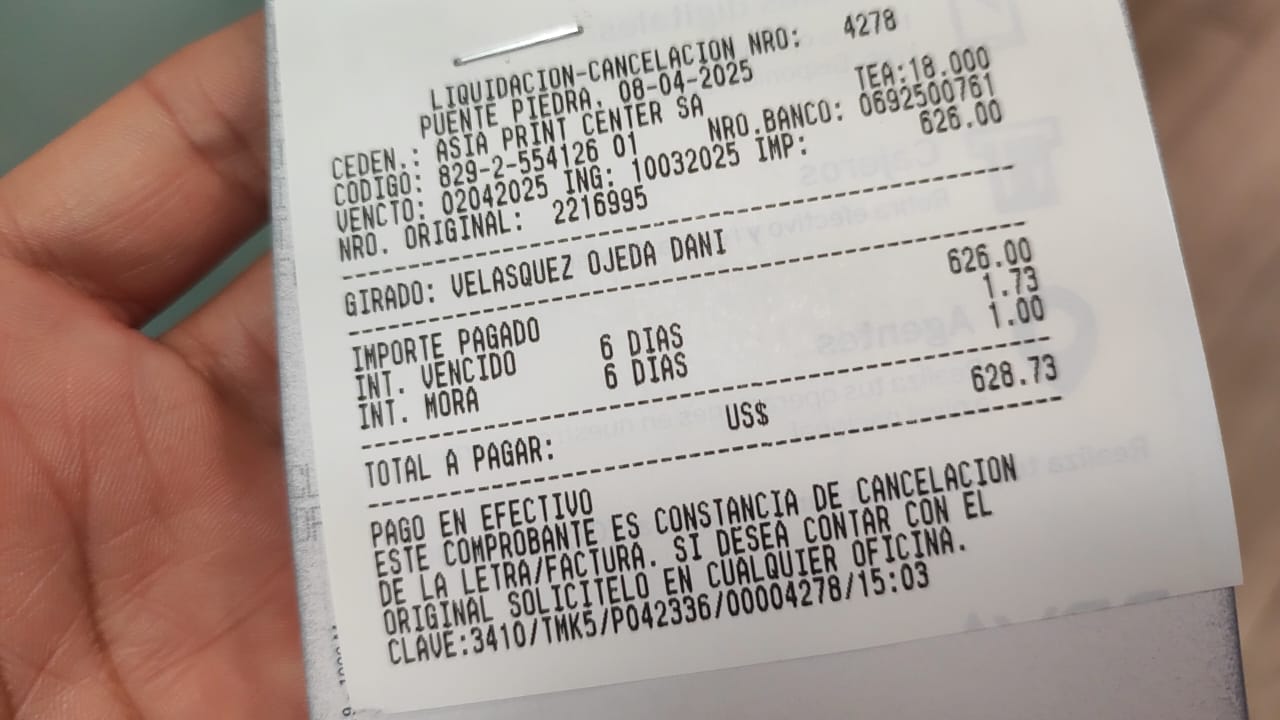 LIQUIDACION-CANCELACION NRO: 4278
PUENTE PIEDRA, 08-04-2025 TEA:18.000
CEDEN.: ASIA PRINT CENTER SA NRO.BANCO: 0692500761
CODIGO: 829-2-554126 01
VENCTO: 02042025 ING: 10032025 IMP: 626.00
NRO. ORIGINAL: 2216995
GIRADO: VELASQUEZ OJEDA DANI
IMPORTE PAGADO 626.00
INT. VENCIDO 6 DIAS 1.73
INT. MORA 6 DIAS 1.00
TOTAL A PAGAR: US$ 628.73
PAGO EN EFECTIVO
ESTE COMPROBANTE ES CONSTANCIA DE CANCELACION
DE LA LETRA/FACTURA. SI DESEA CONTAR CON EL
ORIGINAL SOLICITELO EN CUALQUIER OFICINA.
CLAVE:3410/TMK5/P042336/00004278/15:03